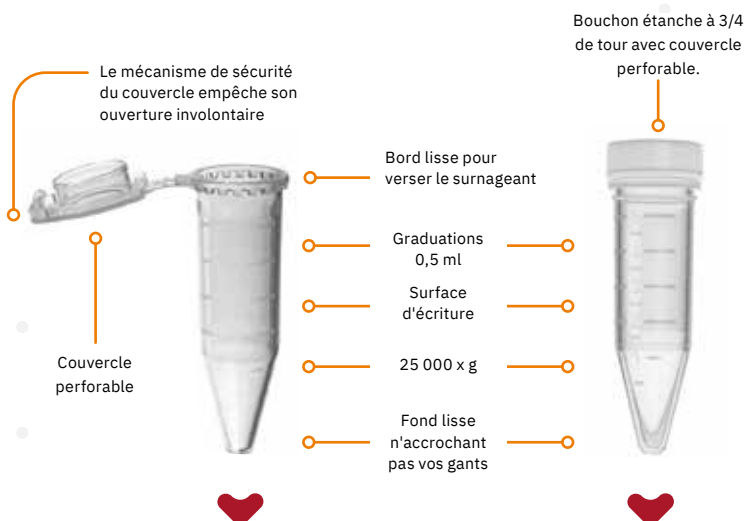 Bouchon étanche à 3/4
de tour avec couvercle
perforable.
Le mécanisme de sécurité
du couvercle empêche son
ouverture involontaire
Bord lisse pour
verser le surnageant
Graduations
0,5 ml
Surface
d'écriture
Couvercle
perforable
25 000 x g
Fond lisse
n'accrochant
pas vos gants